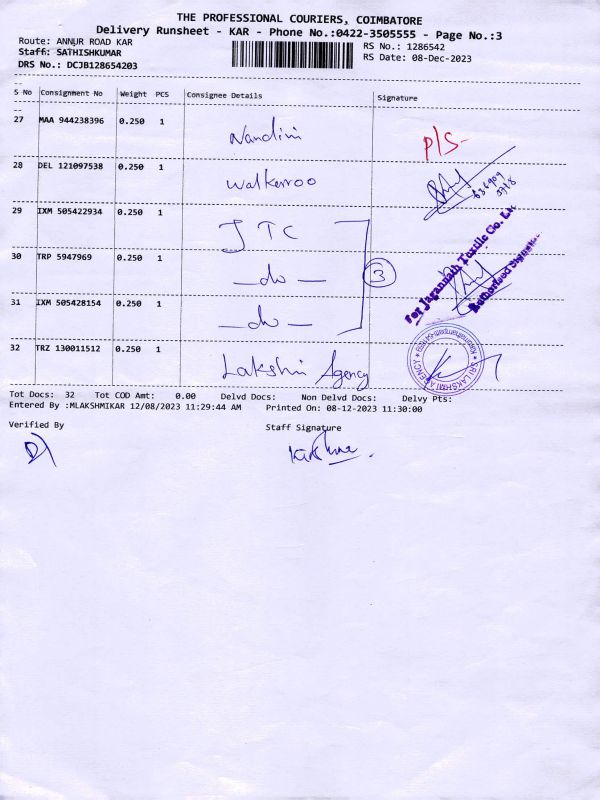 THE PROFESSIONAL COURIERS, COIMBATORE
Delivery Runsheet - KAR - Phone No.:0422-3505555 - Page No.:3
Route: ANNUR ROAD KAR
RS No.: 1286542
Staff: SATHISHKUMAR
RS Date: 08-Dec-2023
DRS No.: DCJB128654203
S No Consignment No Weight PCS Consignee Details Signature
27 MAA 944238396 0.250 1 Nandini P/S-
28 DEL 121097538 0.250 1 Walkerroo
29 IXM 505422934 0.250 1 JTC
30 TRP 5947969 0.250 1 —do— 3
For Jagannath Textile Co. Ltd
Authorised Signatory
31 IXM 505428154 0.250 1 —do—
32 TRZ 130011512 0.250 1 Lakshmi Agency
SRI LAKSHMI AGENCY
Tot Docs: 32 Tot COD Amt: 0.00 Delvd Docs: Non Delvd Docs: Delvy Pts:
Entered By :MLAKSHMIKAR 12/08/2023 11:29:44 AM Printed On: 08-12-2023 11:30:00
Verified By Staff Signature